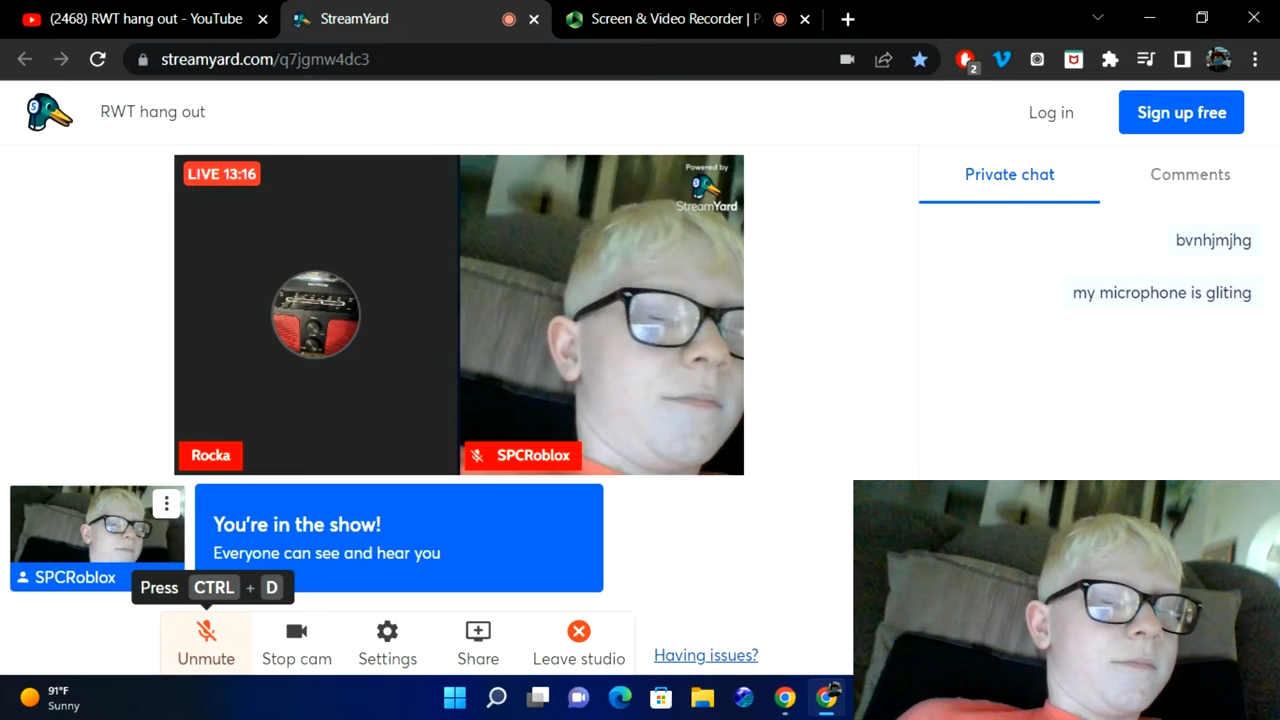 (2468) RWT hang out - YouTube
StreamYard
Screen & Video Recorder | P
streamyard.com/q7jgmw4dc3
2
RWT hang out
Log in
Sign up free
LIVE 13:16
Powered by
StreamYard
Rocka
SPCRoblox
Private chat
Comments
bvnhjmjhg
my microphone is gliting
You're in the show!
Everyone can see and hear you
SPCRoblox
Press CTRL + D
Unmute
Stop cam
Settings
Share
Leave studio
Having issues?
91°F
Sunny